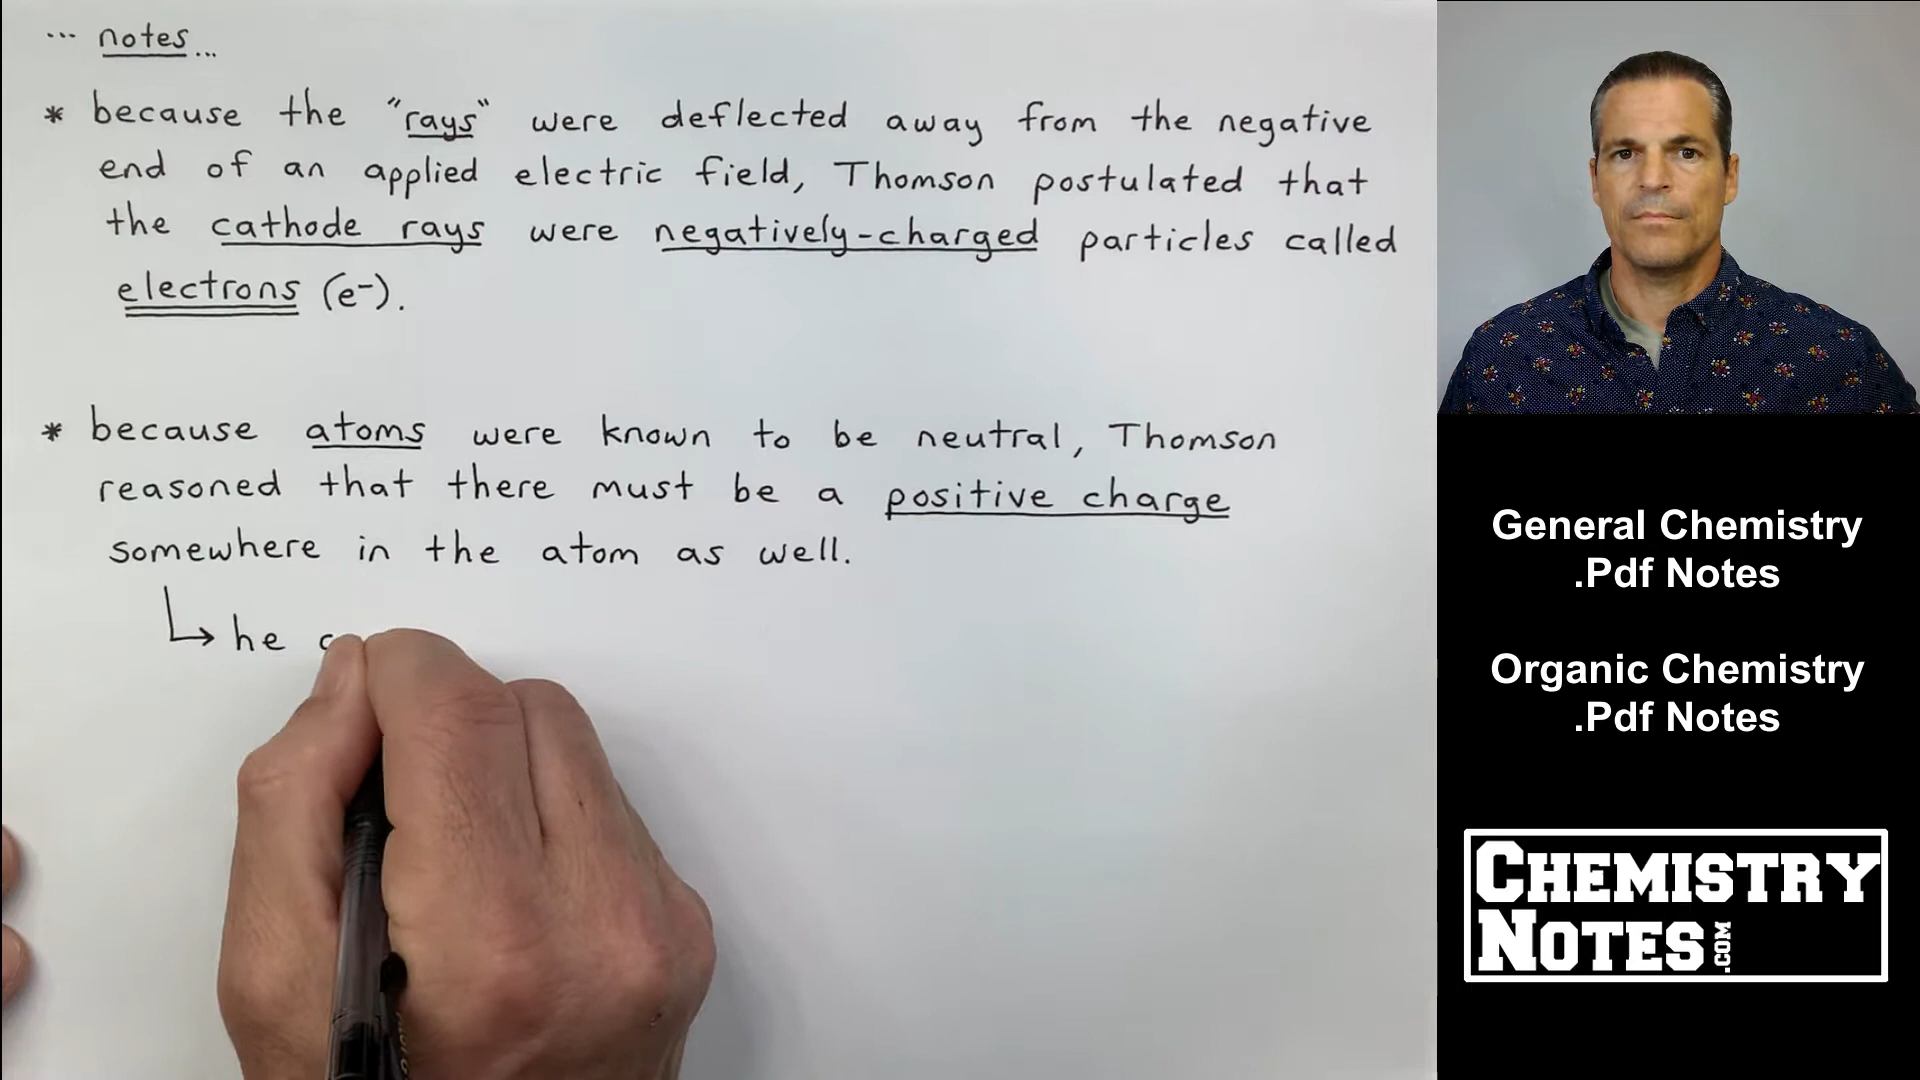 ... notes...
* because the "rays" were deflected away from the negative
end of an applied electric field, Thomson postulated that
the cathode rays were negatively-charged particles called
electrons (e-).
* because atoms were known to be neutral, Thomson
reasoned that there must be a positive charge
somewhere in the atom as well.
↳ he
General Chemistry
.Pdf Notes
Organic Chemistry
.Pdf Notes
CHEMISTRY
NOTES.COM